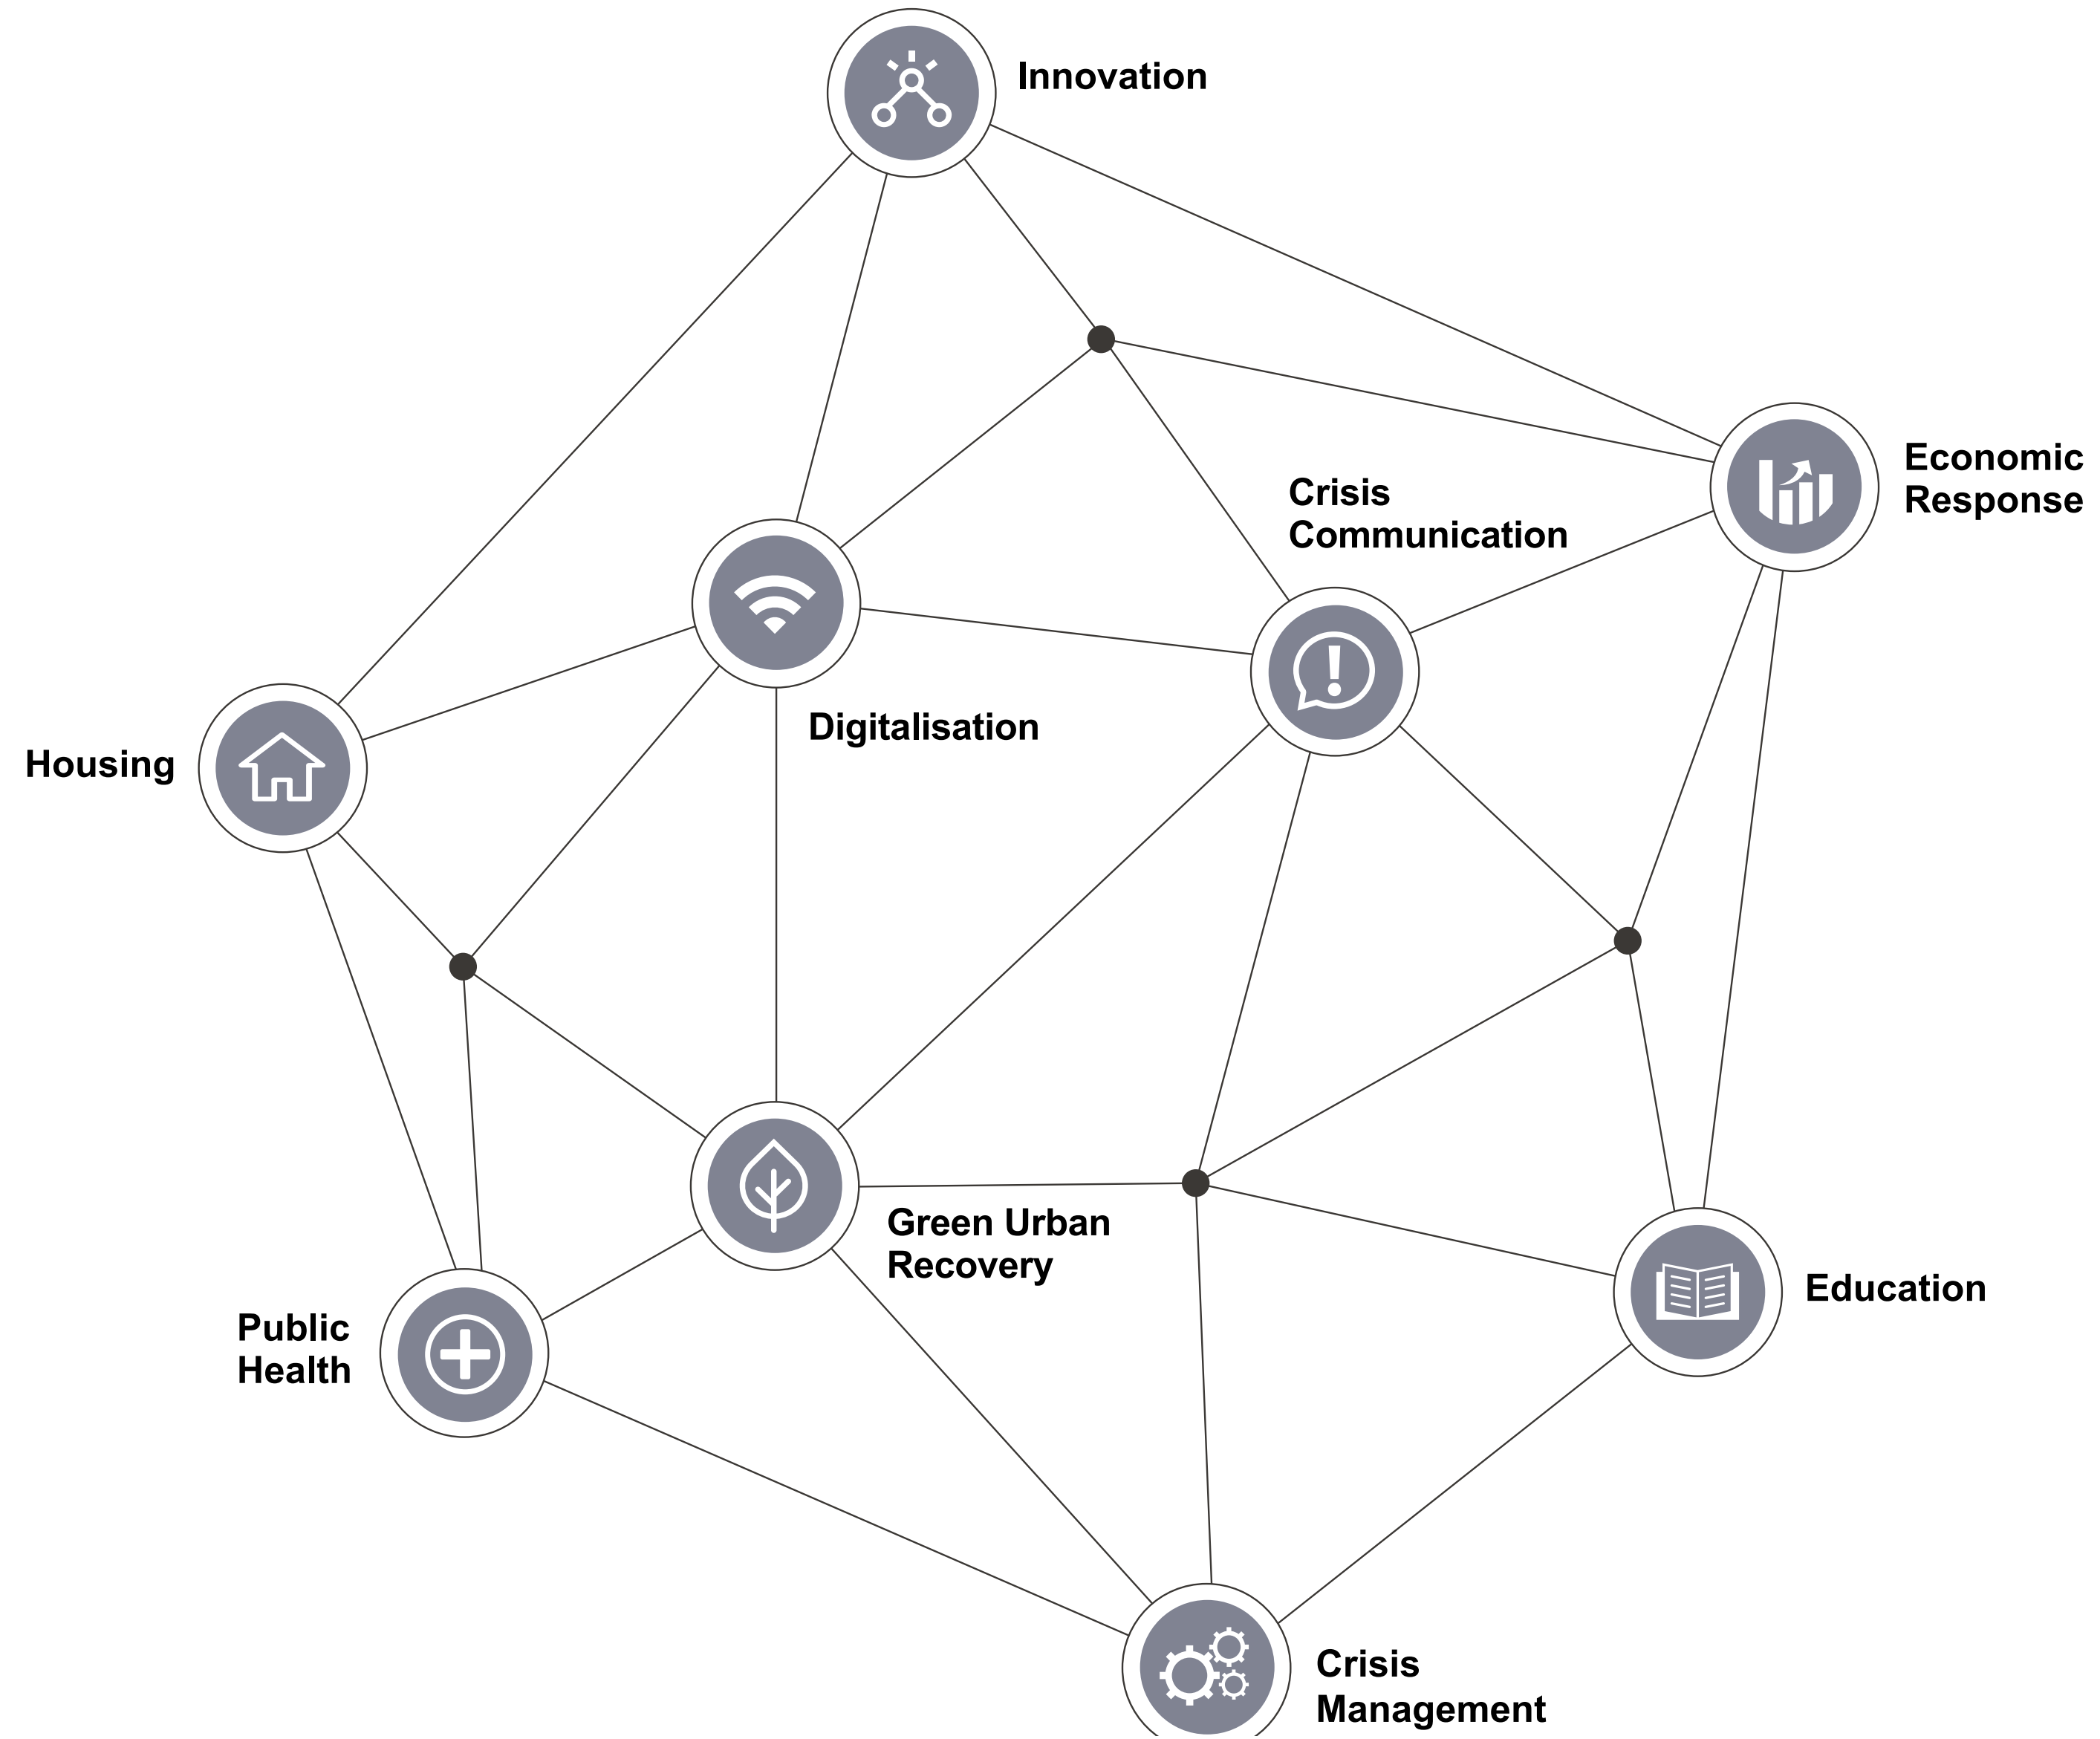 Innovation
Economic
Response
Crisis
Communication
Digitalisation
Housing
Green Urban
Recovery
Education
Public
Health
Crisis
Management